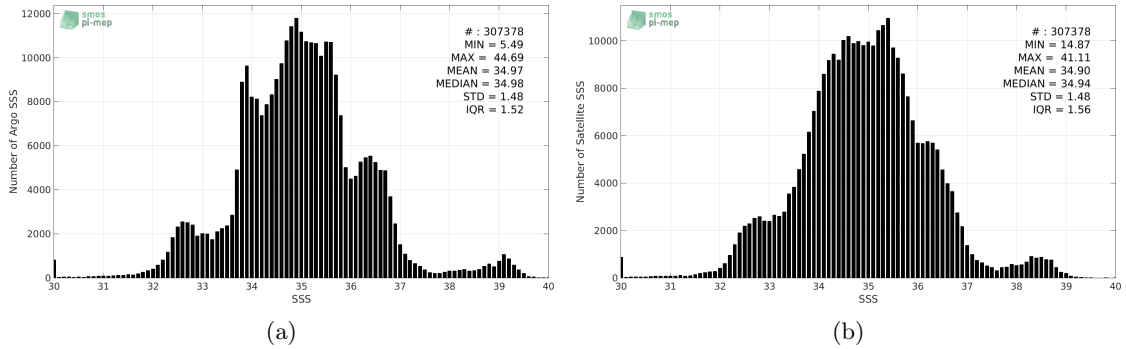 smos
pi-mep
# : 307378
MIN = 5.49
MAX = 44.69
MEAN = 34.97
MEDIAN = 34.98
STD = 1.48
IQR = 1.52
Number of Argo SSS
12000
10000
8000
6000
4000
2000
0
30 31 32 33 34 35 36 37 38 39 40
SSS
(a)
smos
pi-mep
# : 307378
MIN = 14.87
MAX = 41.11
MEAN = 34.90
MEDIAN = 34.94
STD = 1.48
IQR = 1.56
Number of Satellite SSS
10000
8000
6000
4000
2000
0
30 31 32 33 34 35 36 37 38 39 40
SSS
(b)